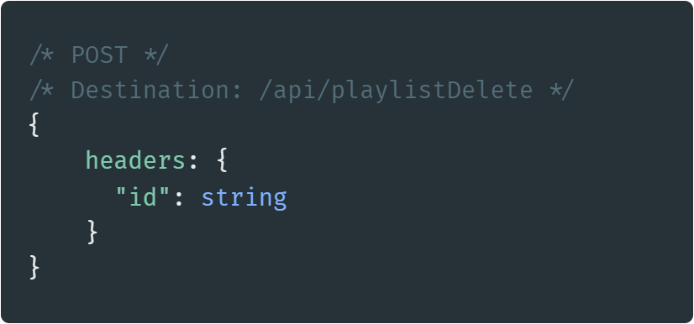 /* POST */
/* Destination: /api/playlistDelete */
{
    headers: {
      "id": string
    }
}